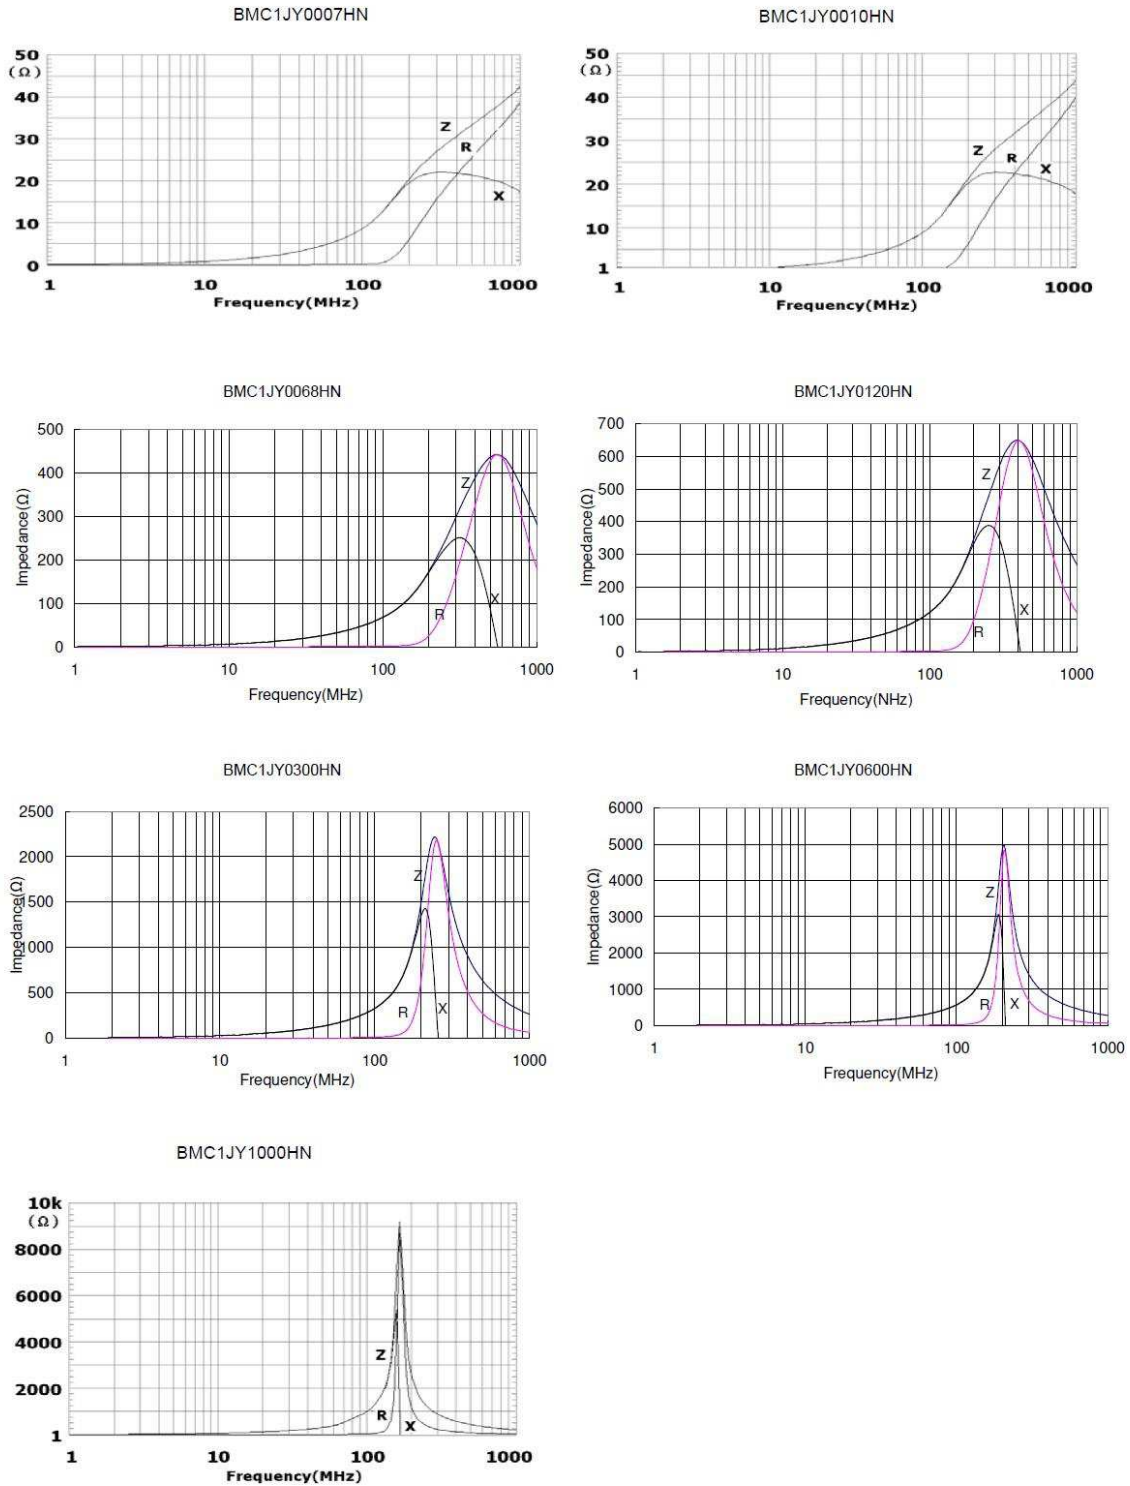 BMC1JY0007HN
50
(Ω)
40
30
20
10
0
Z
R
X
1 10 100 1000
Frequency(MHz)
BMC1JY0010HN
50
(Ω)
40
30
20
10
1
Z
R
X
1 10 100 1000
Frequency(MHz)
BMC1JY0068HN
Impedance(Ω)
500
400
300
200
100
0
Z
R
X
1 10 100 1000
Frequency(MHz)
BMC1JY0120HN
Impedance(Ω)
700
600
500
400
300
200
100
0
Z
R
X
1 10 100 1000
Frequency(NHz)
BMC1JY0300HN
Impedance(Ω)
2500
2000
1500
1000
500
0
Z
R
X
1 10 100 1000
Frequency(MHz)
BMC1JY0600HN
Impedance(Ω)
6000
5000
4000
3000
2000
1000
0
Z
R
X
1 10 100 1000
Frequency(MHz)
BMC1JY1000HN
10k
(Ω)
8000
6000
4000
2000
1
Z
R
X
1 10 100 1000
Frequency(MHz)